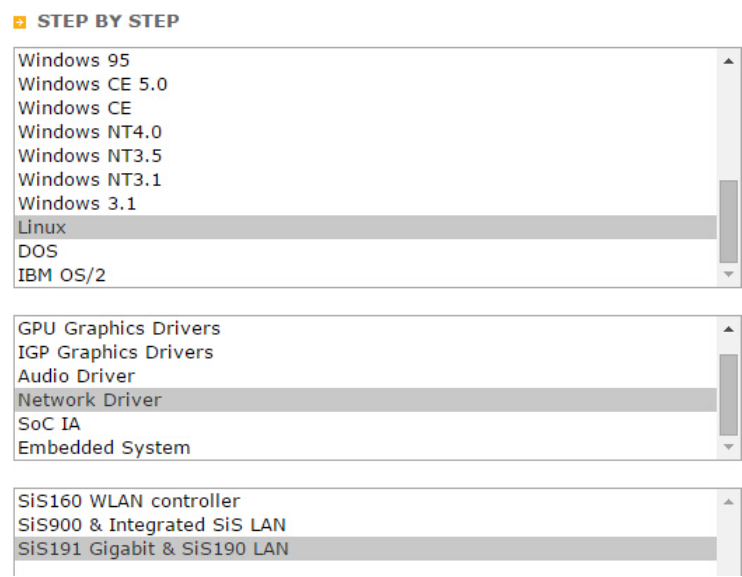 STEP BY STEP
Windows 95
Windows CE 5.0
Windows CE
Windows NT4.0
Windows NT3.5
Windows NT3.1
Windows 3.1
Linux
DOS
IBM OS/2
GPU Graphics Drivers
IGP Graphics Drivers
Audio Driver
Network Driver
SoC IA
Embedded System
SiS160 WLAN controller
SiS900 & Integrated SiS LAN
SiS191 Gigabit & SiS190 LAN